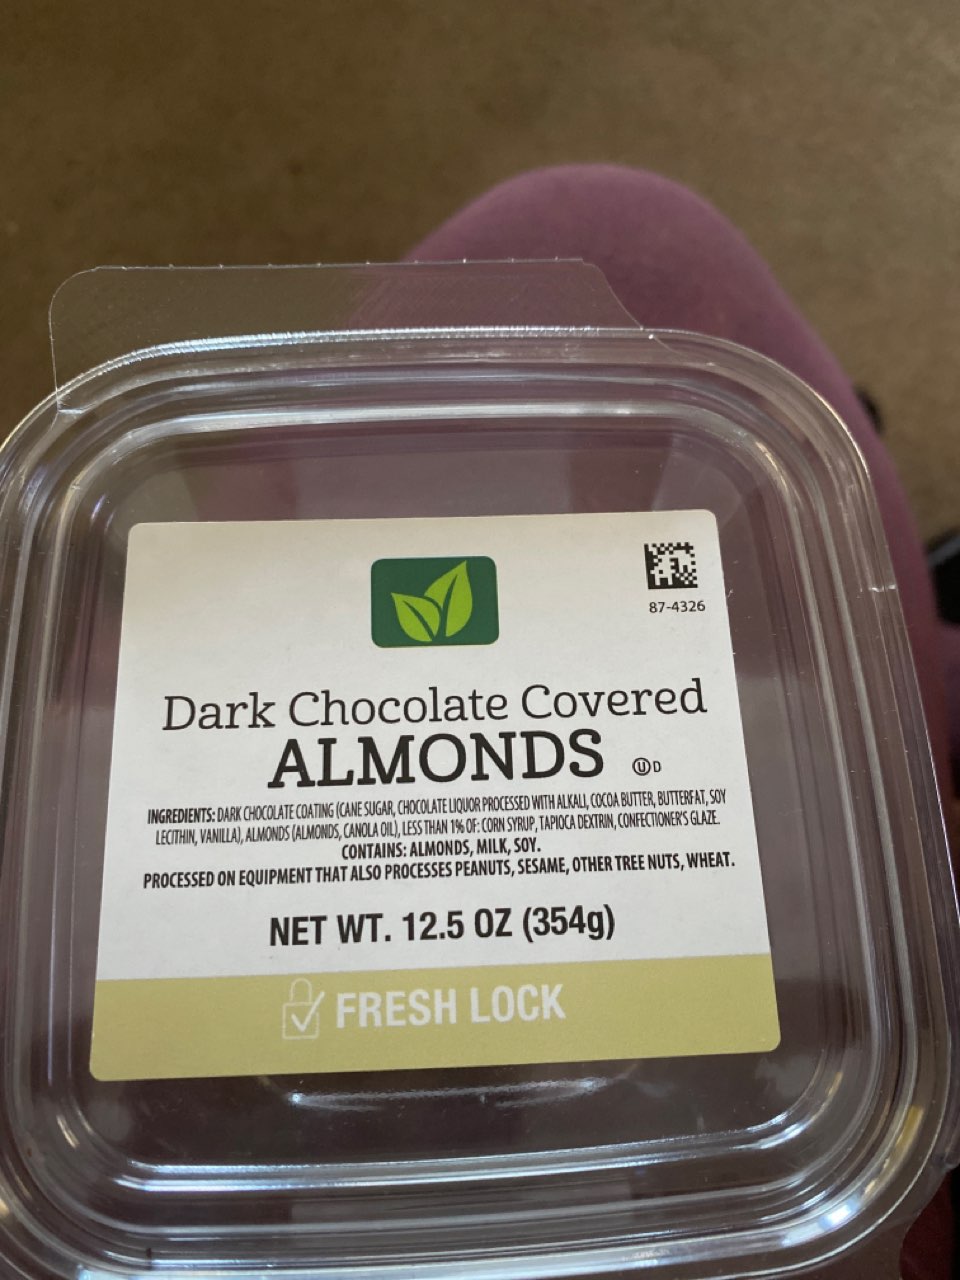 87-4326
Dark Chocolate Covered
ALMONDS Ⓤ D
INGREDIENTS: DARK CHOCOLATE COATING (CANE SUGAR, CHOCOLATE LIQUOR PROCESSED WITH ALKALI, COCOA BUTTER, BUTTERFAT, SOY
LECITHIN, VANILLA), ALMONDS (ALMONDS, CANOLA OIL), LESS THAN 1% OF: CORN SYRUP, TAPIOCA DEXTRIN, CONFECTIONER'S GLAZE.
CONTAINS: ALMONDS, MILK, SOY.
PROCESSED ON EQUIPMENT THAT ALSO PROCESSES PEANUTS, SESAME, OTHER TREE NUTS, WHEAT.
NET WT. 12.5 OZ (354g)
FRESH LOCK